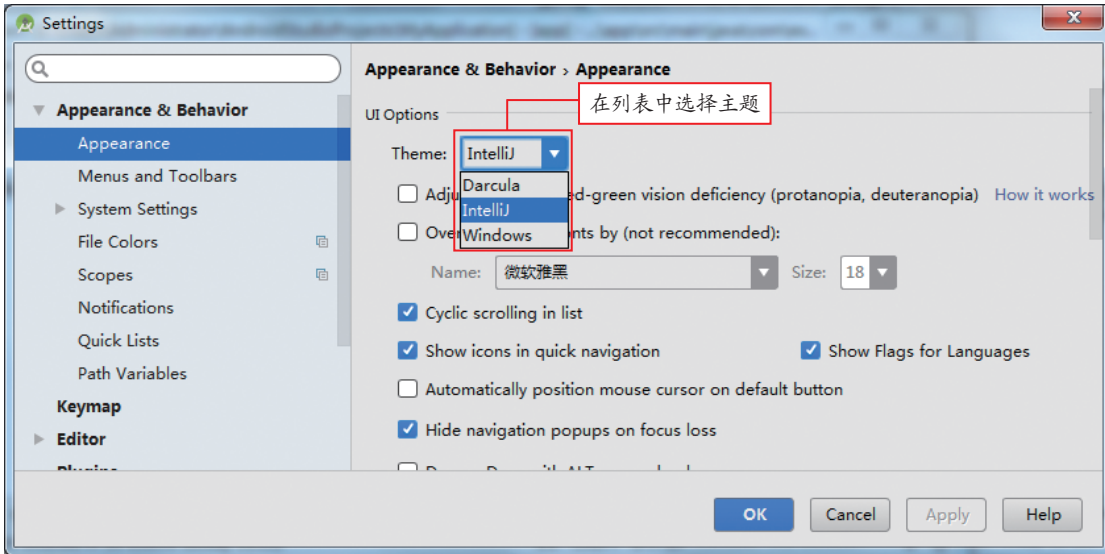 Settings
Appearance & Behavior
Appearance
Menus and Toolbars
System Settings
File Colors
Scopes
Notifications
Quick Lists
Path Variables
Keymap
Editor
Appearance & Behavior › Appearance
在列表中选择主题
UI Options
Theme: IntelliJ
Darcula
IntelliJ
Windows
ed-green vision deficiency (protanopia, deuteranopia) How it works
nts by (not recommended):
Name: 微软雅黑 Size: 18
Cyclic scrolling in list
Show icons in quick navigation Show Flags for Languages
Automatically position mouse cursor on default button
Hide navigation popups on focus loss
OK Cancel Apply Help